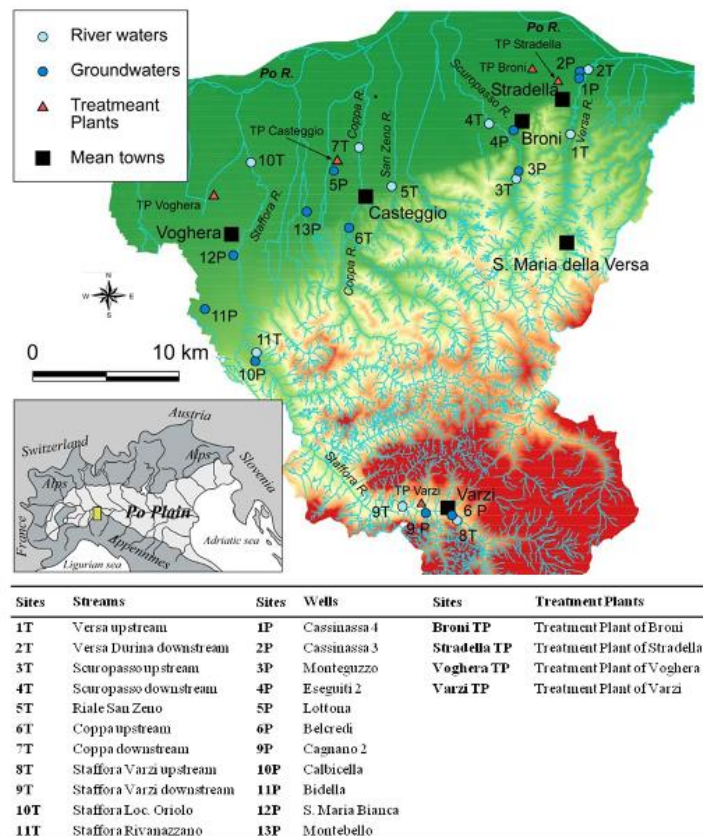 River waters
Groundwaters
Treatmeant
Plants
Mean towns
Po R.
Po R.
TP Stradella
TP Broni
2P
2T
1P
Stradella
Scuropasso R.
Versa R.
4T
4P
Broni
1T
3P
3T
TP Casteggio
Coppa R.
7T
San Zeno R.
10T
5P
5T
TP Voghera
Staffora R.
13P
Casteggio
6T
Voghera
12P
Coppa R.
S. Maria della Versa
N
W
E
S
11P
0
10 km
11T
10P
Staffora R.
TP Varzi
Varzi
9T
9 P
6 P
8T
Austria
Switzerland
Alps
Alps
Slovenia
France
Po Plain
Appennines
Adriatic sea
Ligurian sea
Sites Streams Sites Wells Sites Treatment Plants
1T Versa upstream 1P Cassinassa 4 Broni TP Treatment Plant of Broni
2T Versa Durina downstream 2P Cassinassa 3 Stradella TP Treatment Plant of Stradella
3T Scuropasso upstream 3P Monteguzzo Voghera TP Treatment Plant of Voghera
4T Scuropasso downstream 4P Eseguiti 2 Varzi TP Treatment Plant of Varzi
5T Riale San Zeno 5P Lottona
6T Coppa upstream 6P Belcredi
7T Coppa downstream 9P Cagnano 2
8T Staffora Varzi upstream 10P Calbicella
9T Staffora Varzi downstream 11P Bidella
10T Staffora Loc. Oriolo 12P S. Maria Bianca
11T Staffora Rivanazzano 13P Montebello